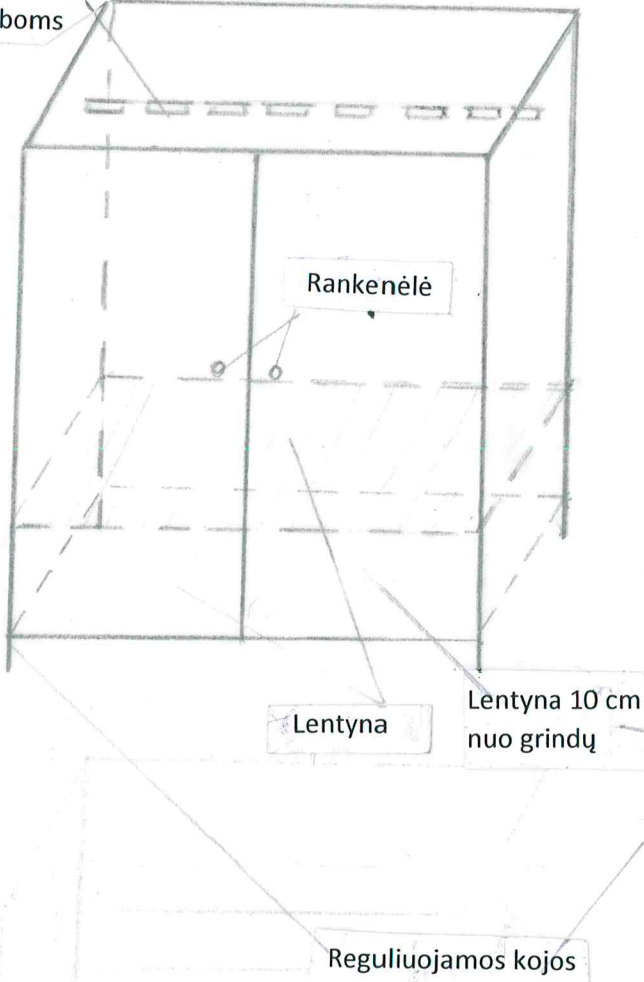 boms
Rankenėlė
Lentyna
Lentyna 10 cm
nuo grindų
Reguliuojamos kojos